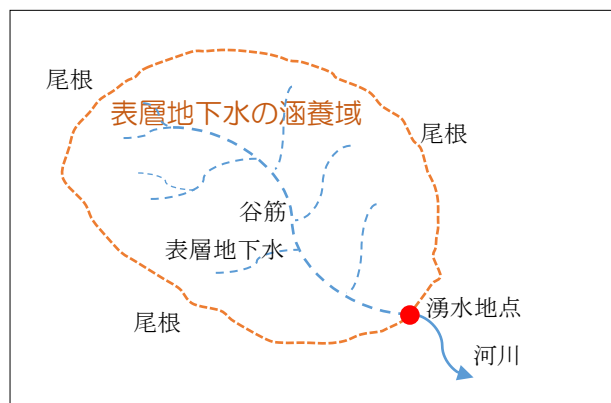 尾根
表層地下水の涵養域
尾根
谷筋
表層地下水
尾根
湧水地点
河川